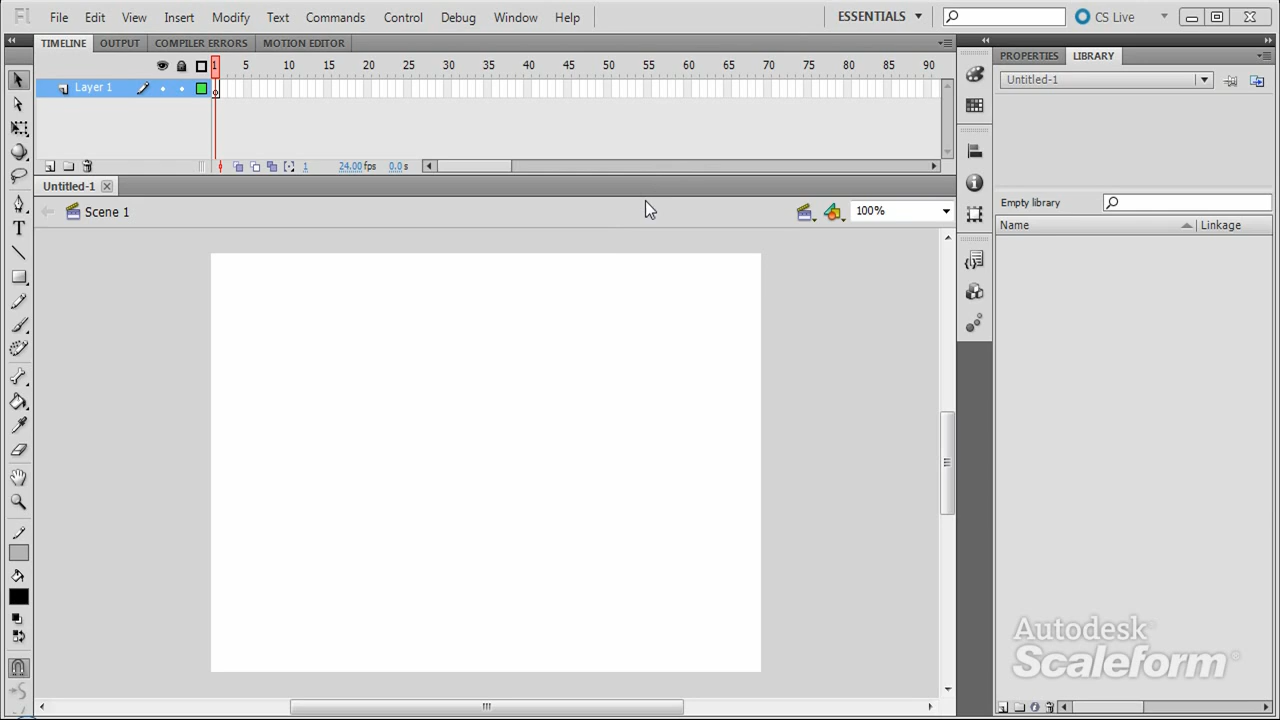 Fl File Edit View Insert Modify Text Commands Control Debug Window Help ESSENTIALS CS Live
TIMELINE OUTPUT COMPILER ERRORS MOTION EDITOR
1 5 10 15 20 25 30 35 40 45 50 55 60 65 70 75 80 85 90
Layer 1
1 24.00 fps 0.0 s
Untitled-1
Scene 1 100%
PROPERTIES LIBRARY
Untitled-1
Empty library
Name Linkage
Autodesk
Scaleform